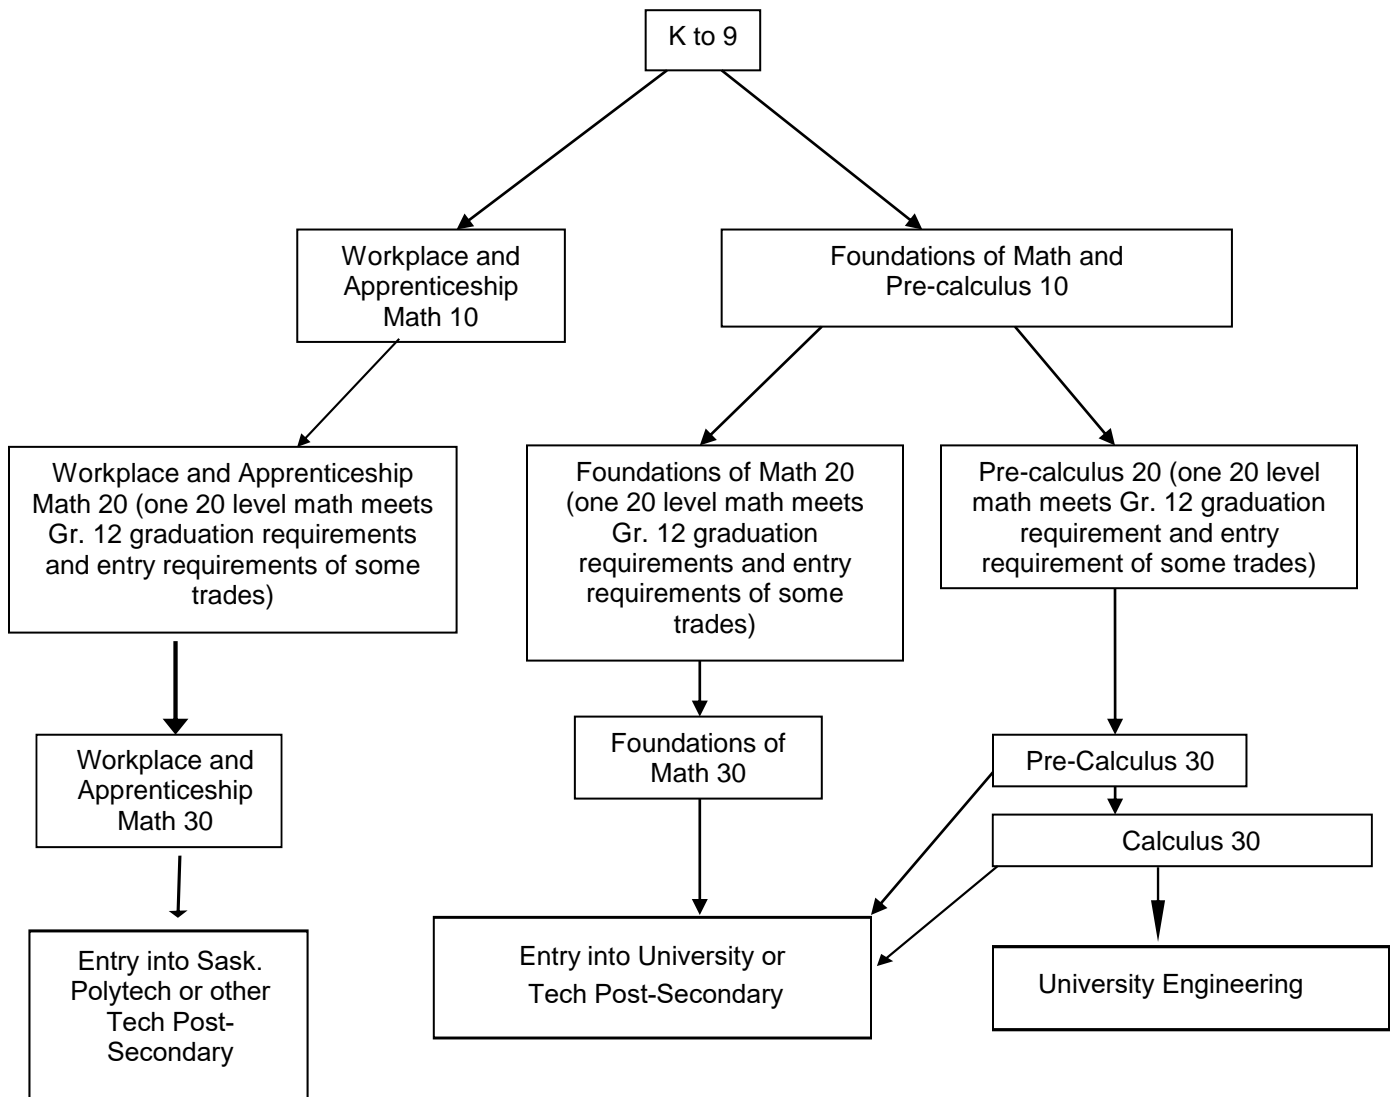 K to 9
Workplace and
Apprenticeship
Math 10
Foundations of Math and
Pre-calculus 10
Workplace and Apprenticeship
Math 20 (one 20 level math meets
Gr. 12 graduation requirements
and entry requirements of some
trades)
Foundations of Math 20
(one 20 level math meets
Gr. 12 graduation
requirements and entry
requirements of some
trades)
Pre-calculus 20 (one 20 level
math meets Gr. 12 graduation
requirement and entry
requirement of some trades)
Workplace and
Apprenticeship
Math 30
Foundations of
Math 30
Pre-Calculus 30
Calculus 30
Entry into Sask.
Polytech or other
Tech Post-
Secondary
Entry into University or
Tech Post-Secondary
University Engineering